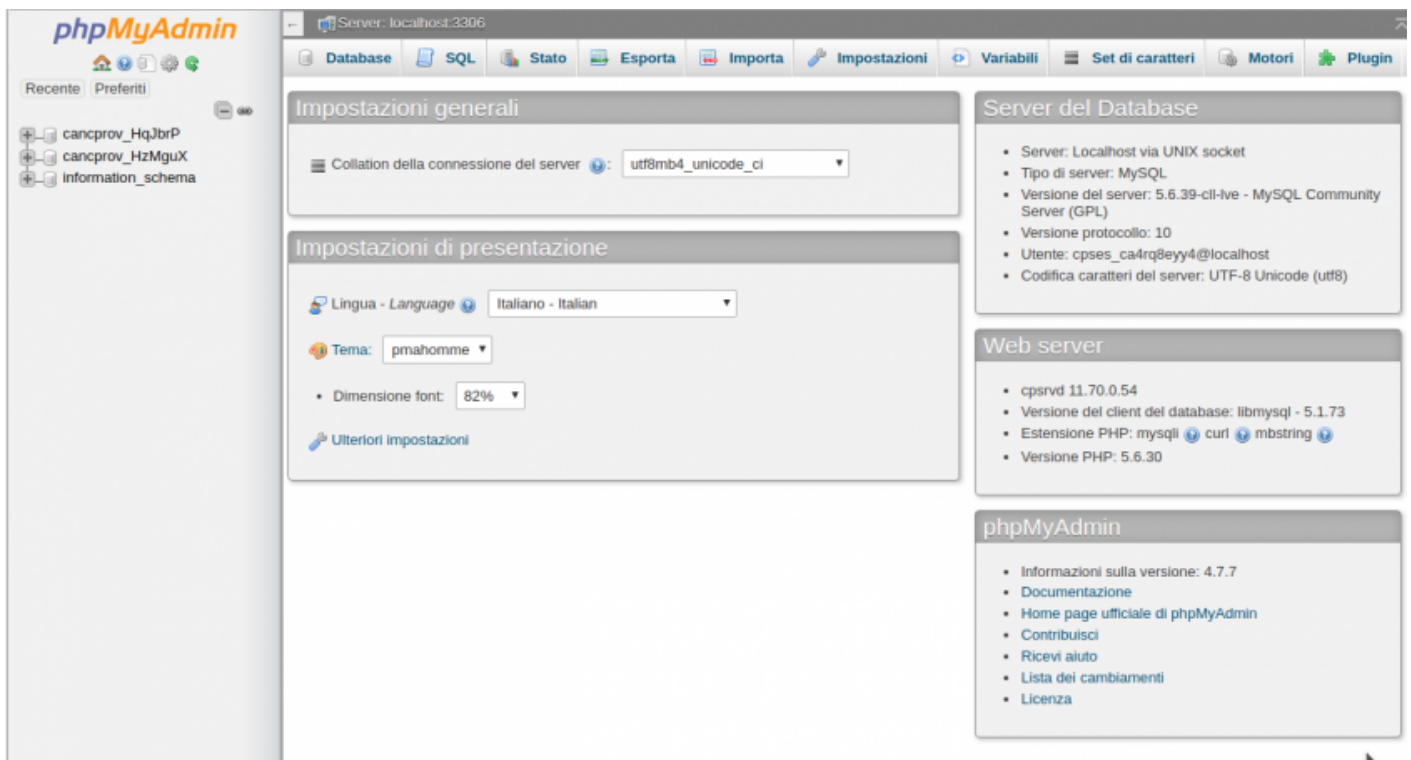 phpMyAdmin
Recente Preferiti
cancprov_HqJbrP
cancprov_HzMguX
information_schema
Server: localhost:3306
Database SQL Stato Esporta Importa Impostazioni Variabili Set di caratteri Motori Plugin
Impostazioni generali
Collation della connessione del server : utf8mb4_unicode_ci
Impostazioni di presentazione
Lingua - Language Italiano - Italian
Tema: pmahomme
• Dimensione font: 82%
Ulteriori impostazioni
Server del Database
• Server: Localhost via UNIX socket
• Tipo di server: MySQL
• Versione del server: 5.6.39-cll-lve - MySQL Community
Server (GPL)
• Versione protocollo: 10
• Utente: cpses_ca4rq8eyy4@localhost
• Codifica caratteri del server: UTF-8 Unicode (utf8)
Web server
• cpsrvd 11.70.0.54
• Versione del client del database: libmysql - 5.1.73
• Estensione PHP: mysqli curl mbstring
• Versione PHP: 5.6.30
phpMyAdmin
• Informazioni sulla versione: 4.7.7
• Documentazione
• Home page ufficiale di phpMyAdmin
• Contribuisci
• Ricevi aiuto
• Lista dei cambiamenti
• Licenza